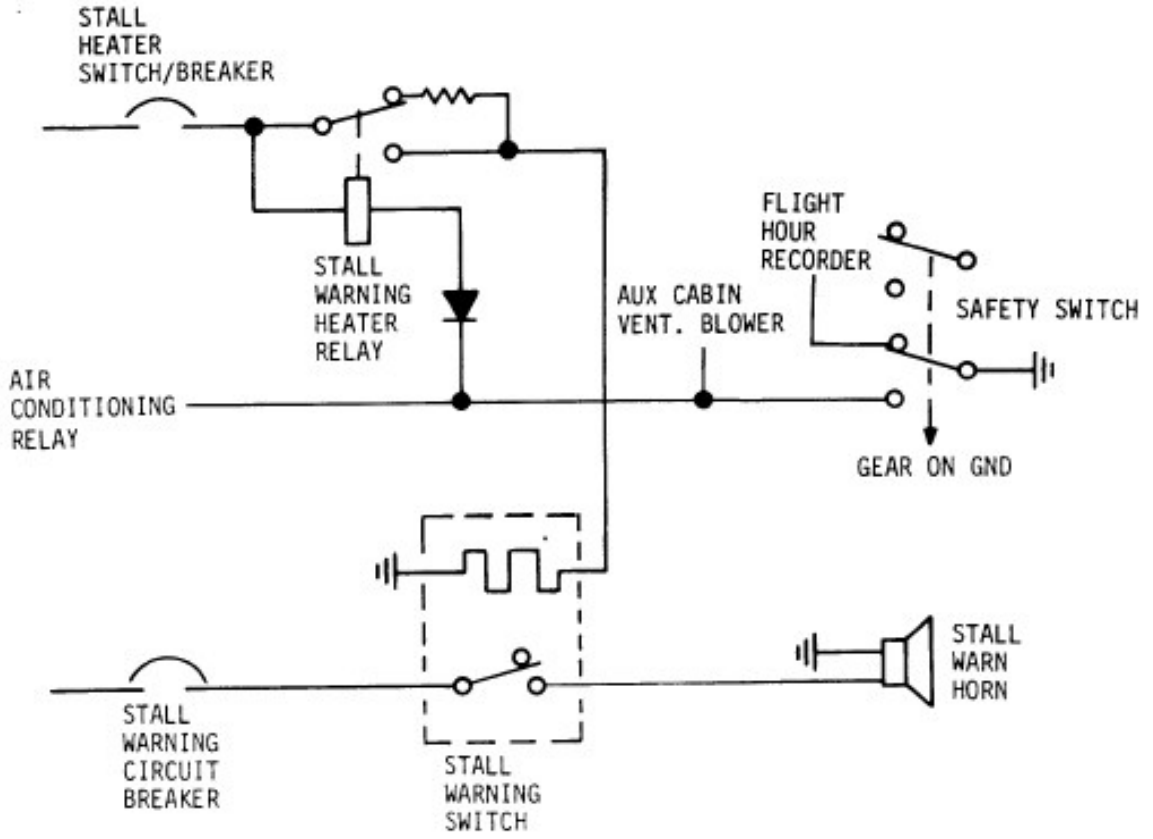 STALL
HEATER
SWITCH/BREAKER
STALL
WARNING
HEATER
RELAY
FLIGHT
HOUR
RECORDER
AUX CABIN
VENT. BLOWER
SAFETY SWITCH
AIR
CONDITIONING
RELAY
GEAR ON GND
STALL
WARN
HORN
STALL
WARNING
CIRCUIT
BREAKER
STALL
WARNING
SWITCH